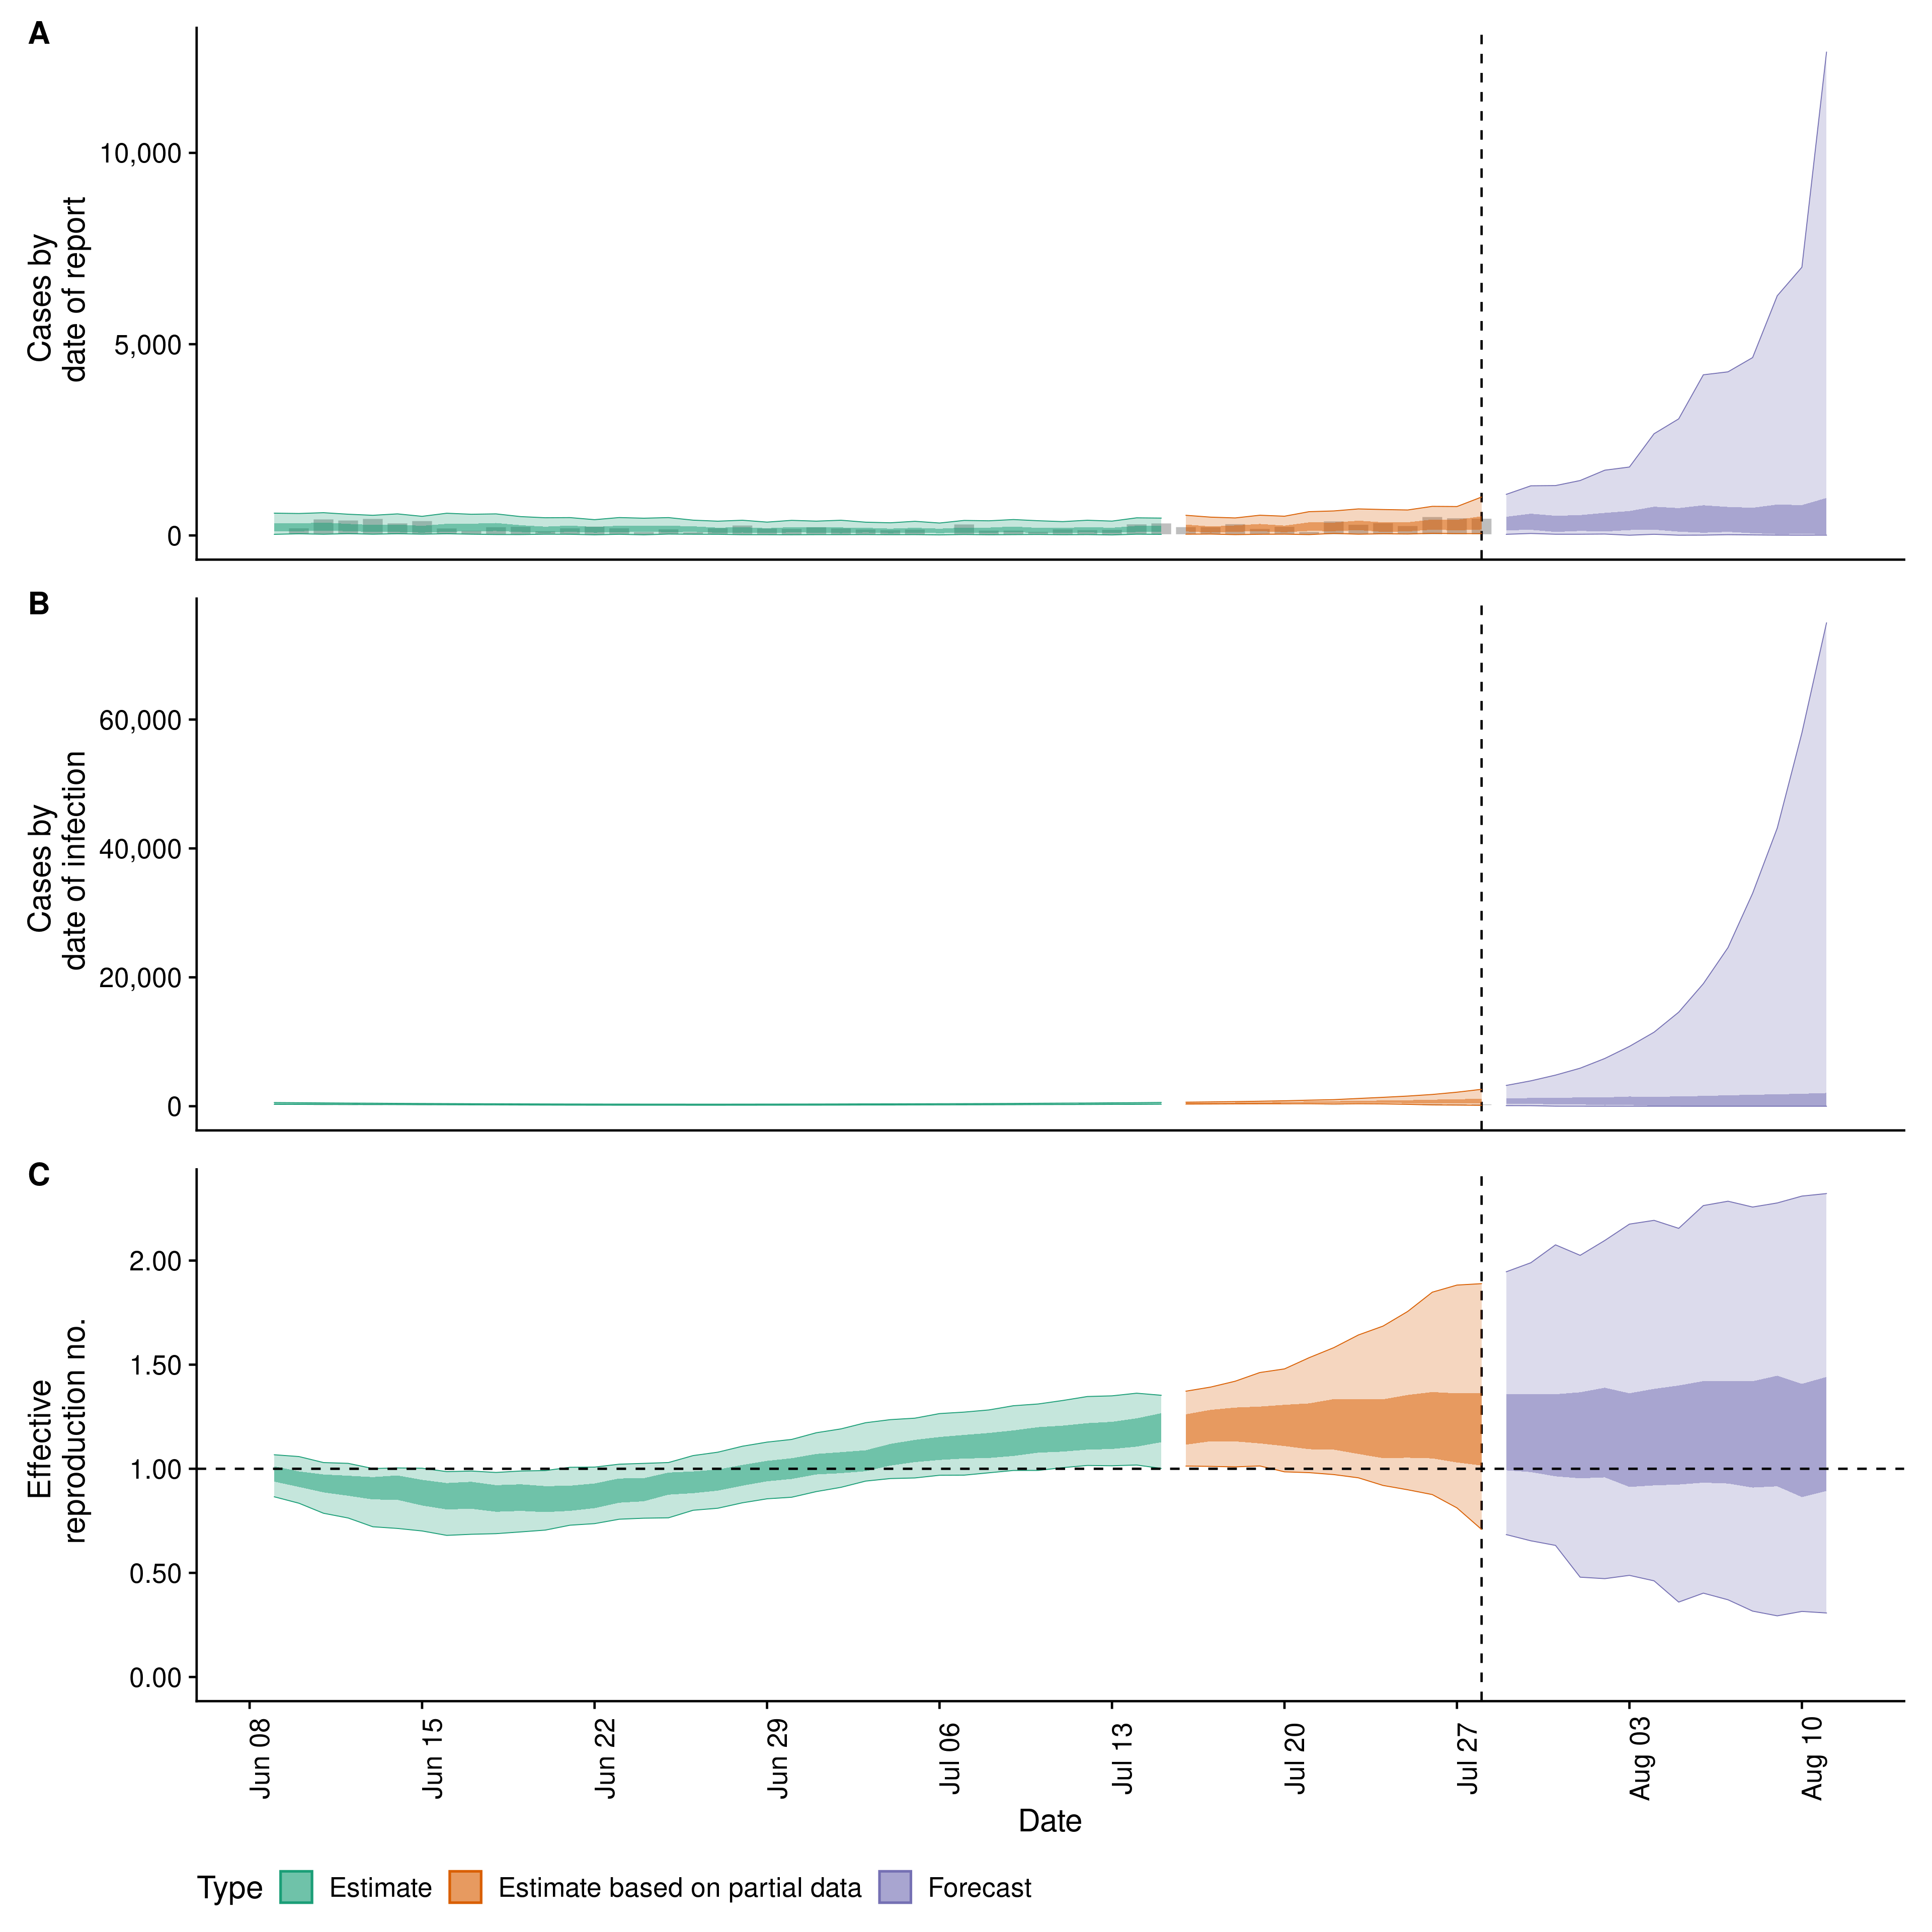 A
Cases by
date of report
10,000
5,000
0
B
Cases by
date of infection
60,000
40,000
20,000
0
C
Effective
reproduction no.
2.00
1.50
1.00
0.50
0.00
Jun 08
Jun 15
Jun 22
Jun 29
Jul 06
Jul 13
Jul 20
Jul 27
Aug 03
Aug 10
Date
Type Estimate Estimate based on partial data Forecast